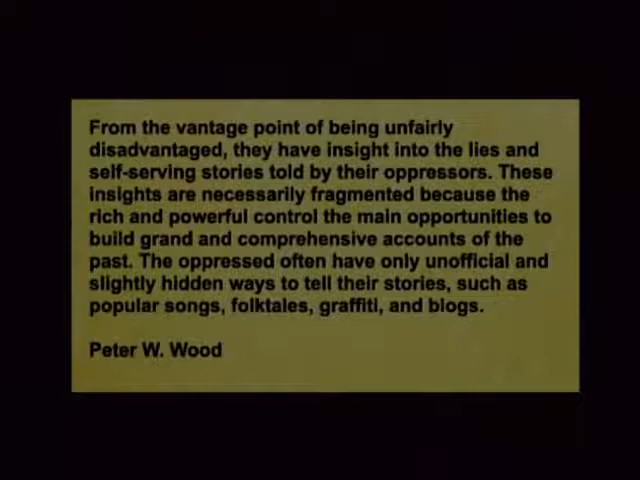 From the vantage point of being unfairly
disadvantaged, they have insight into the lies and
self-serving stories told by their oppressors. These
insights are necessarily fragmented because the
rich and powerful control the main opportunities to
build grand and comprehensive accounts of the
past. The oppressed often have only unofficial and
slightly hidden ways to tell their stories, such as
popular songs, folktales, graffiti, and blogs.
Peter W. Wood